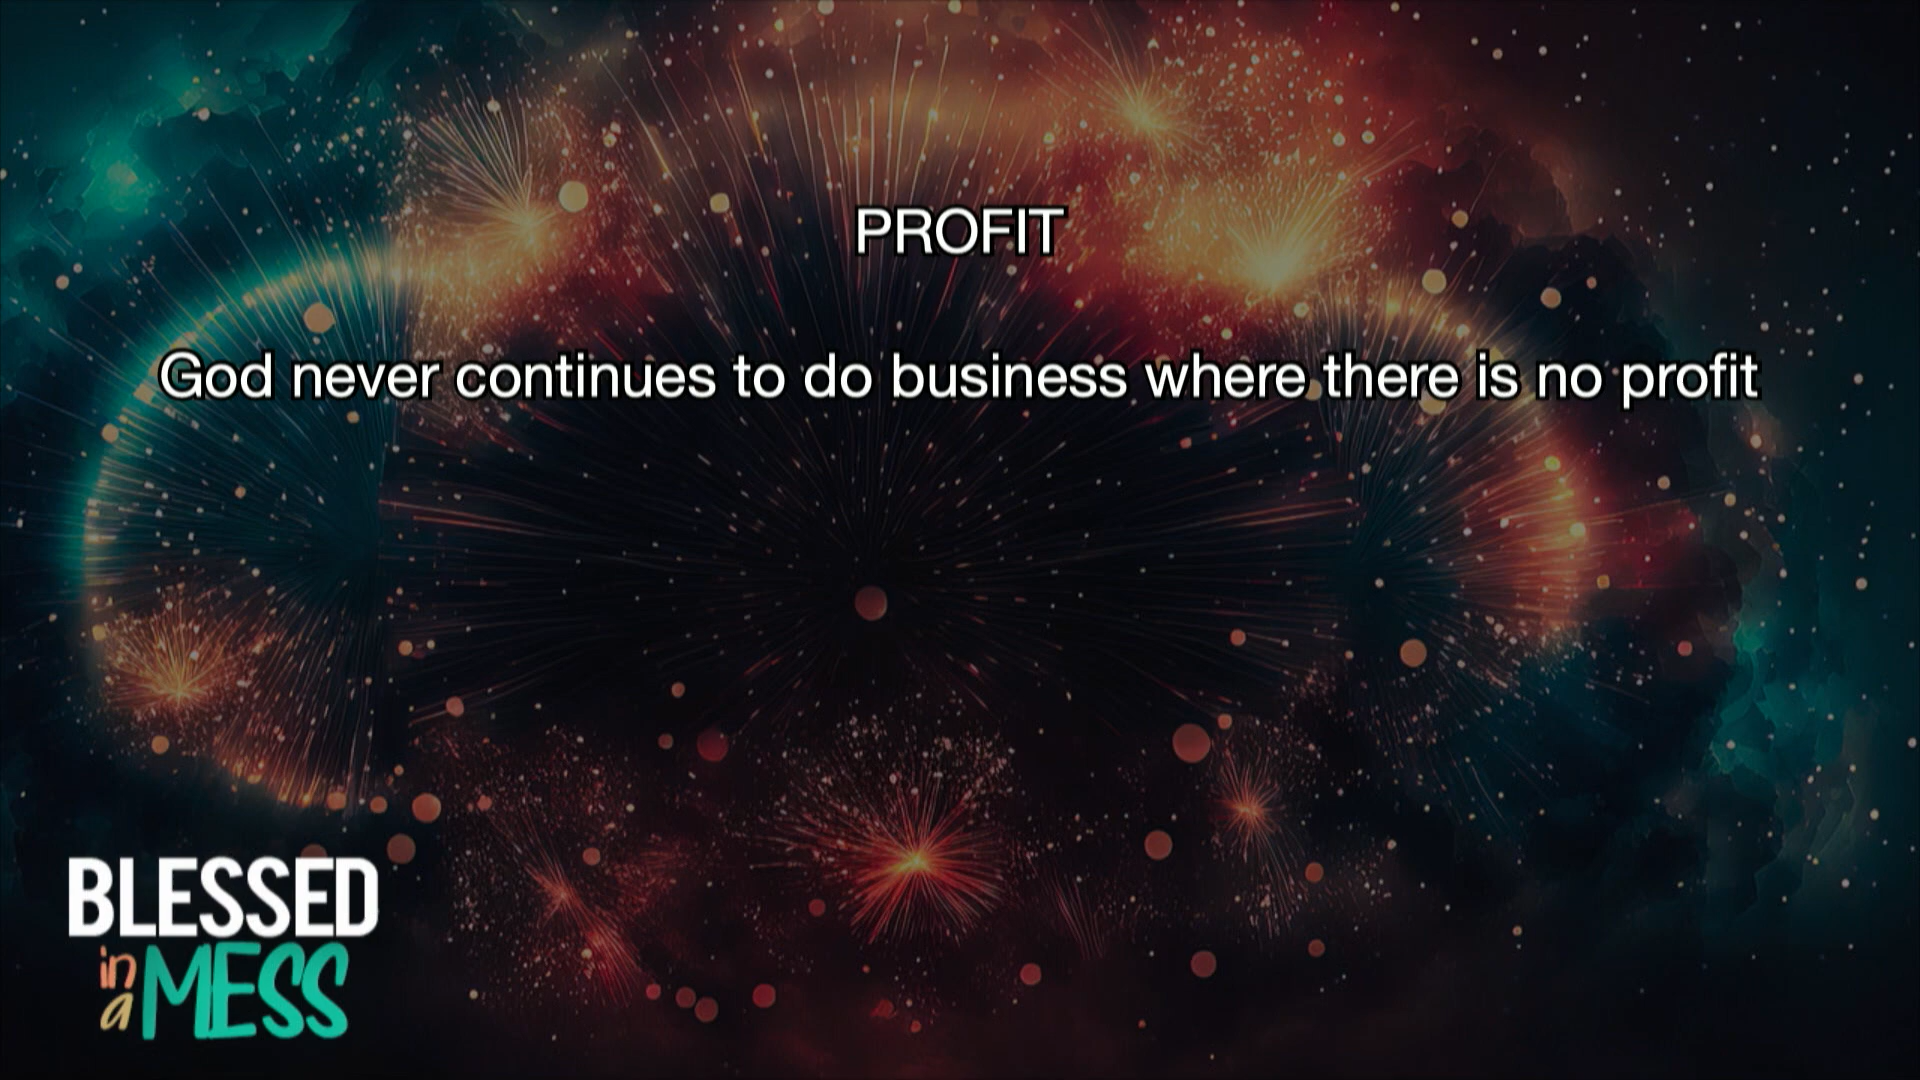 PROFIT
God never continues to do business where there is no profit
BLESSED
in a MESS